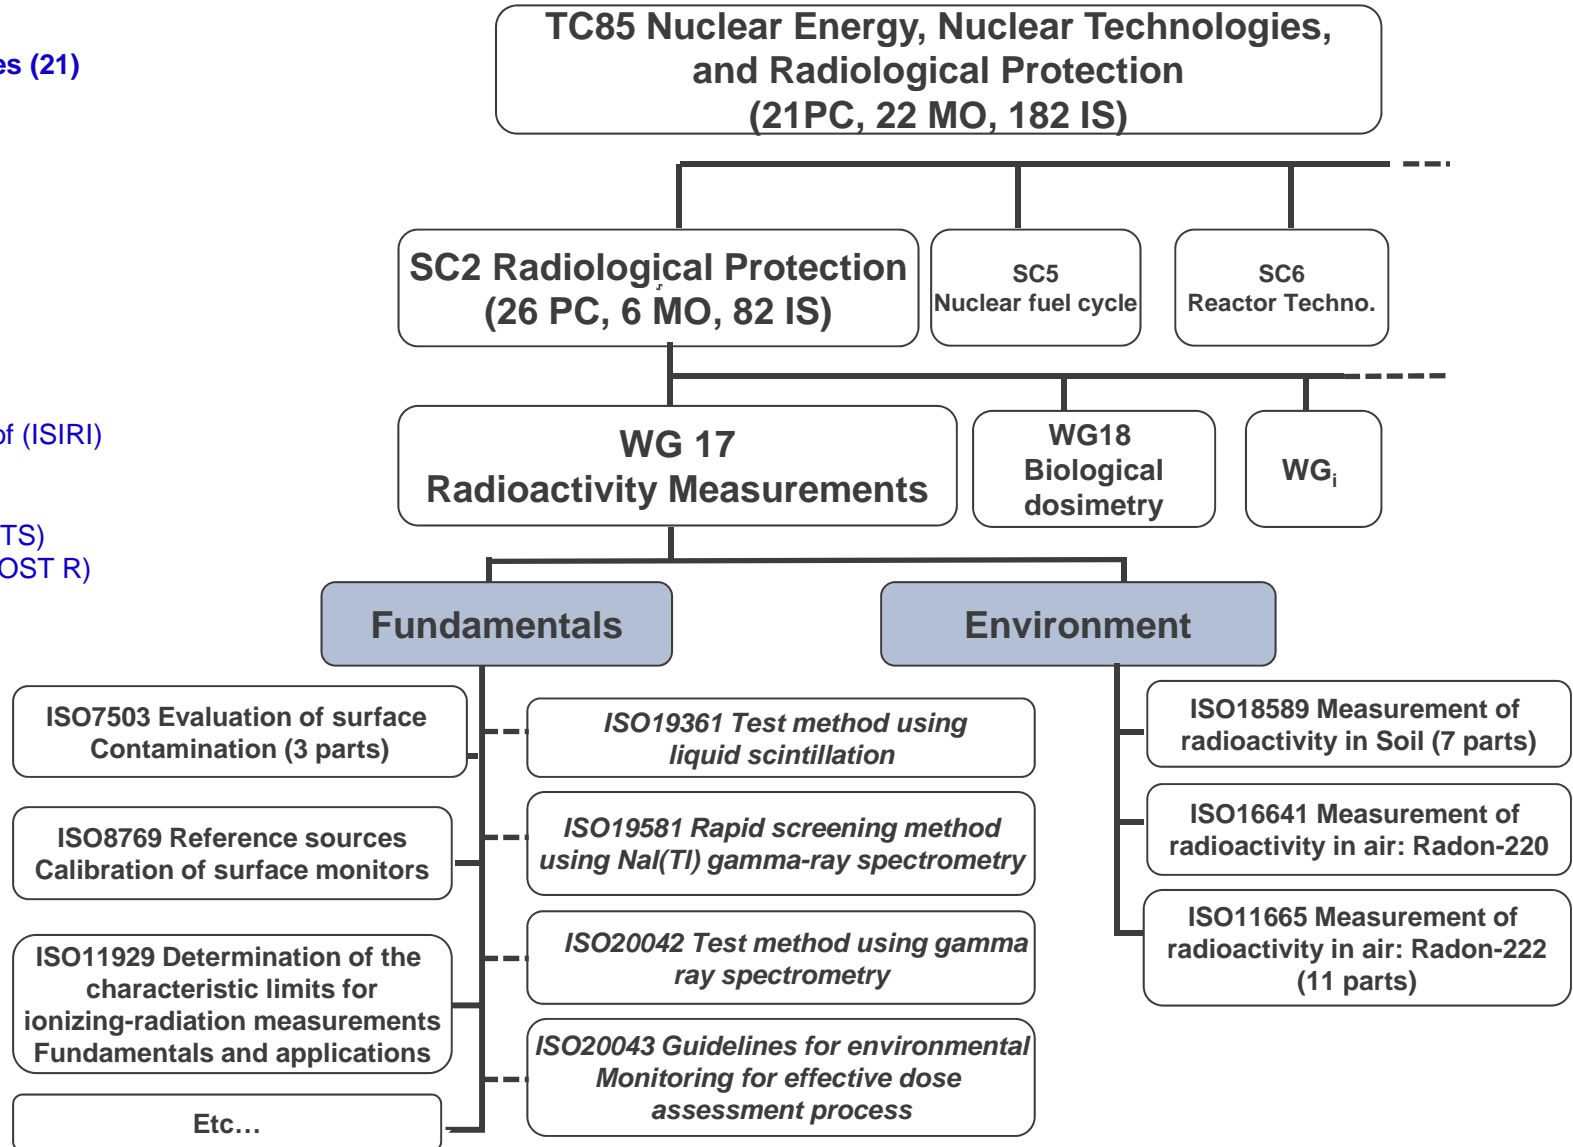 es (21)
of (ISIRI)
TS)
OST R)
TC85 Nuclear Energy, Nuclear Technologies,
and Radiological Protection
(21PC, 22 MO, 182 IS)
SC2 Radiological Protection
(26 PC, 6 MO, 82 IS)
SC5
Nuclear fuel cycle
SC6
Reactor Techno.
WG 17
Radioactivity Measurements
WG18
Biological
dosimetry
WGi
Fundamentals
Environment
ISO7503 Evaluation of surface
Contamination (3 parts)
ISO8769 Reference sources
Calibration of surface monitors
ISO11929 Determination of the
characteristic limits for
ionizing-radiation measurements
Fundamentals and applications
Etc…
ISO19361 Test method using
liquid scintillation
ISO19581 Rapid screening method
using NaI(Tl) gamma-ray spectrometry
ISO20042 Test method using gamma
ray spectrometry
ISO20043 Guidelines for environmental
Monitoring for effective dose
assessment process
ISO18589 Measurement of
radioactivity in Soil (7 parts)
ISO16641 Measurement of
radioactivity in air: Radon-220
ISO11665 Measurement of
radioactivity in air: Radon-222
(11 parts)